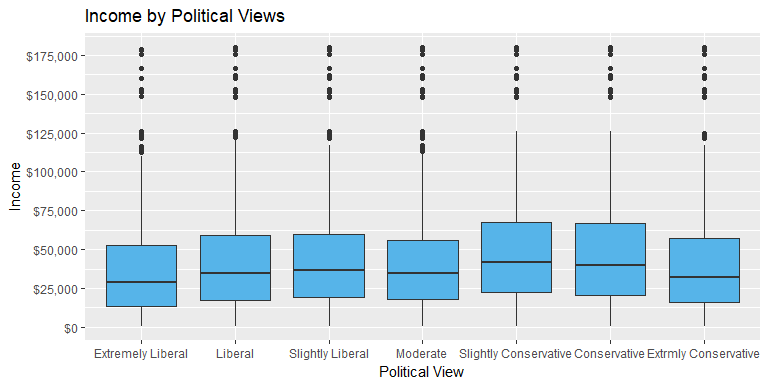 Income by Political Views
$175,000
$150,000
$125,000
$100,000
$75,000
$50,000
$25,000
$0
Income
Extremely Liberal Liberal Slightly Liberal Moderate Slightly Conservative Conservative Extrmly Conservative
Political View